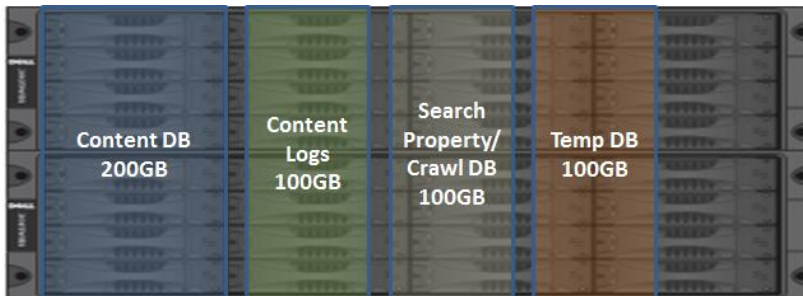 Content DB
200GB
Content
Logs
100GB
Search
Property/
Crawl DB
100GB
Temp DB
100GB